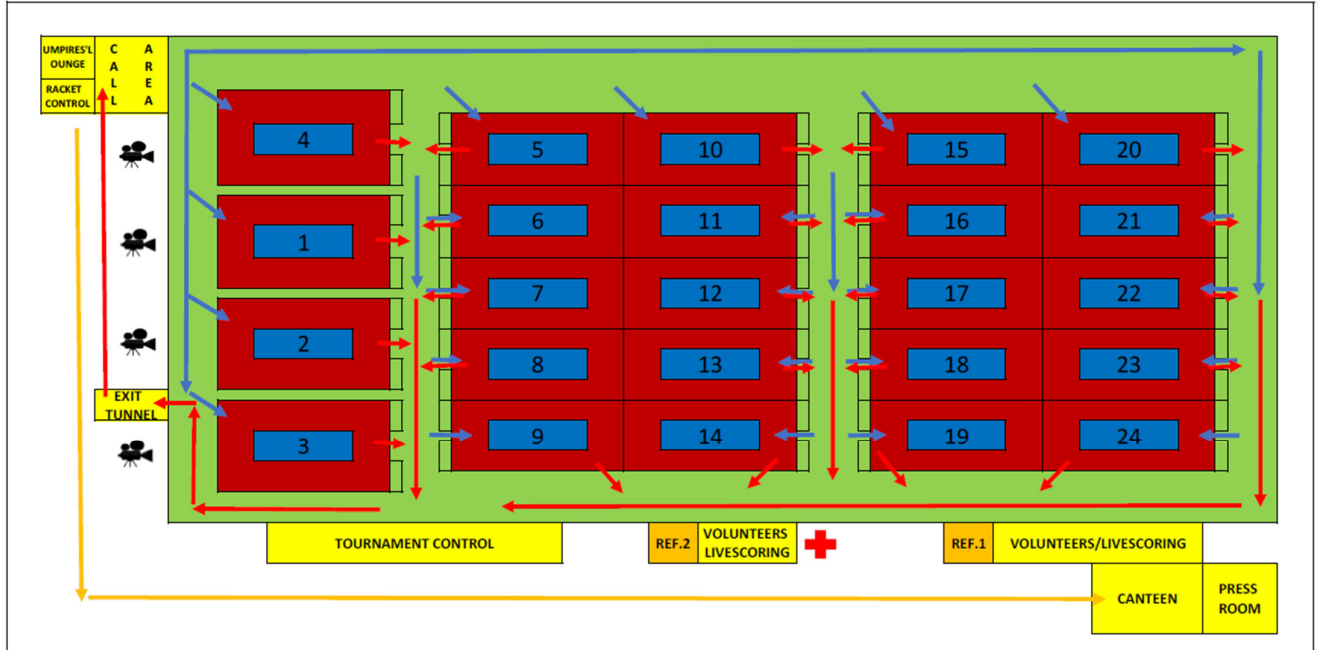 UMPIRES'L
OUNGE
RACKET
CONTROL
CALL
AREA
4
5
10
15
20
1
6
11
16
21
7
12
17
22
2
8
13
18
23
EXIT
TUNNEL
3
9
14
19
24
TOURNAMENT CONTROL
REF.2
VOLUNTEERS
LIVESCORING
REF.1
VOLUNTEERS/LIVESCORING
CANTEEN
PRESS
ROOM